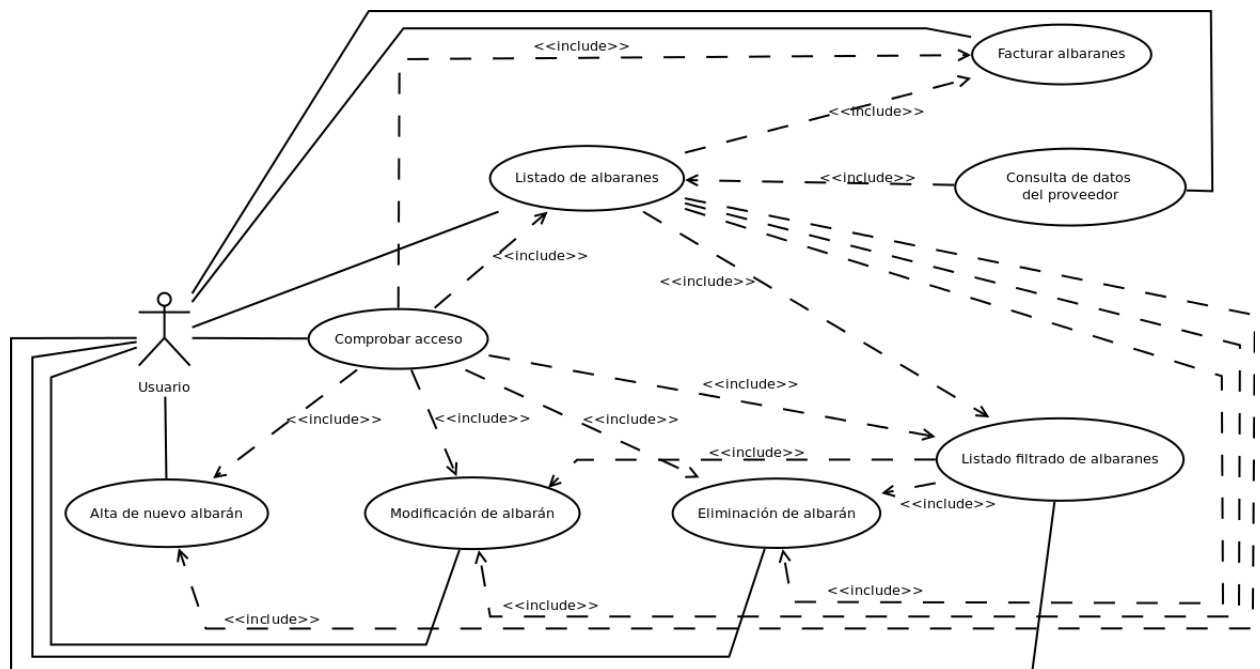 <<include>>
Facturar albaranes
<<include>>
Listado de albaranes
<<include>>
Consulta de datos
del proveedor
<<include>>
<<include>>
Comprobar acceso
Usuario
<<include>>
<<include>>
<<include>>
<<include>>
<<include>>
Listado filtrado de albaranes
<<include>>
Alta de nuevo albarán
Modificación de albarán
Eliminación de albarán
<<include>>
<<include>>
<<include>>